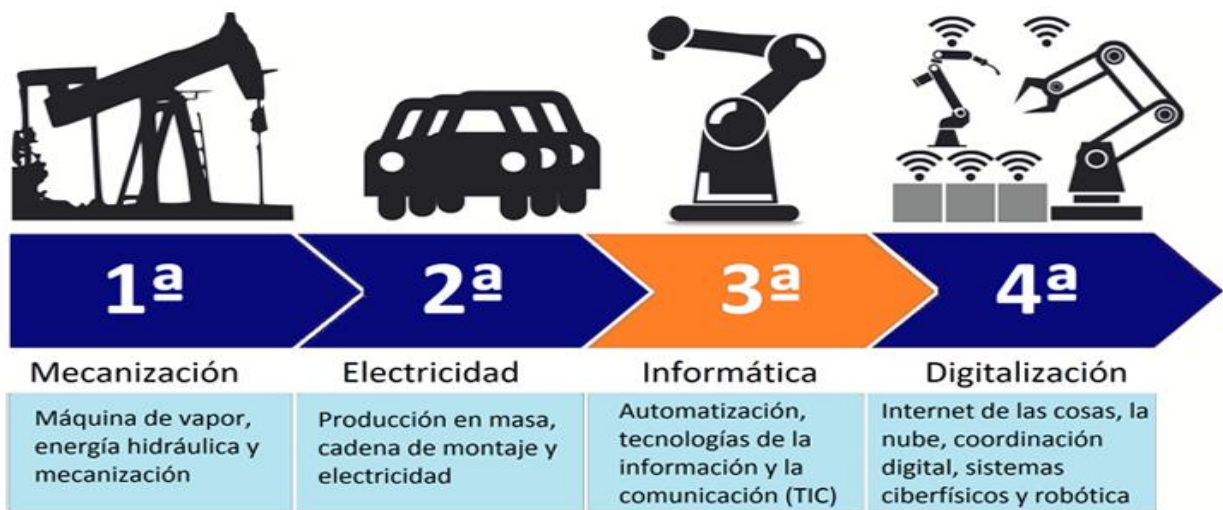 1ª
2ª
3ª
4ª
Mecanización
Electricidad
Informática
Digitalización
Máquina de vapor,
energía hidráulica y
mecanización
Producción en masa,
cadena de montaje y
electricidad
Automatización,
tecnologías de la
información y la
comunicación (TIC)
Internet de las cosas, la
nube, coordinación
digital, sistemas
ciberfísicos y robótica